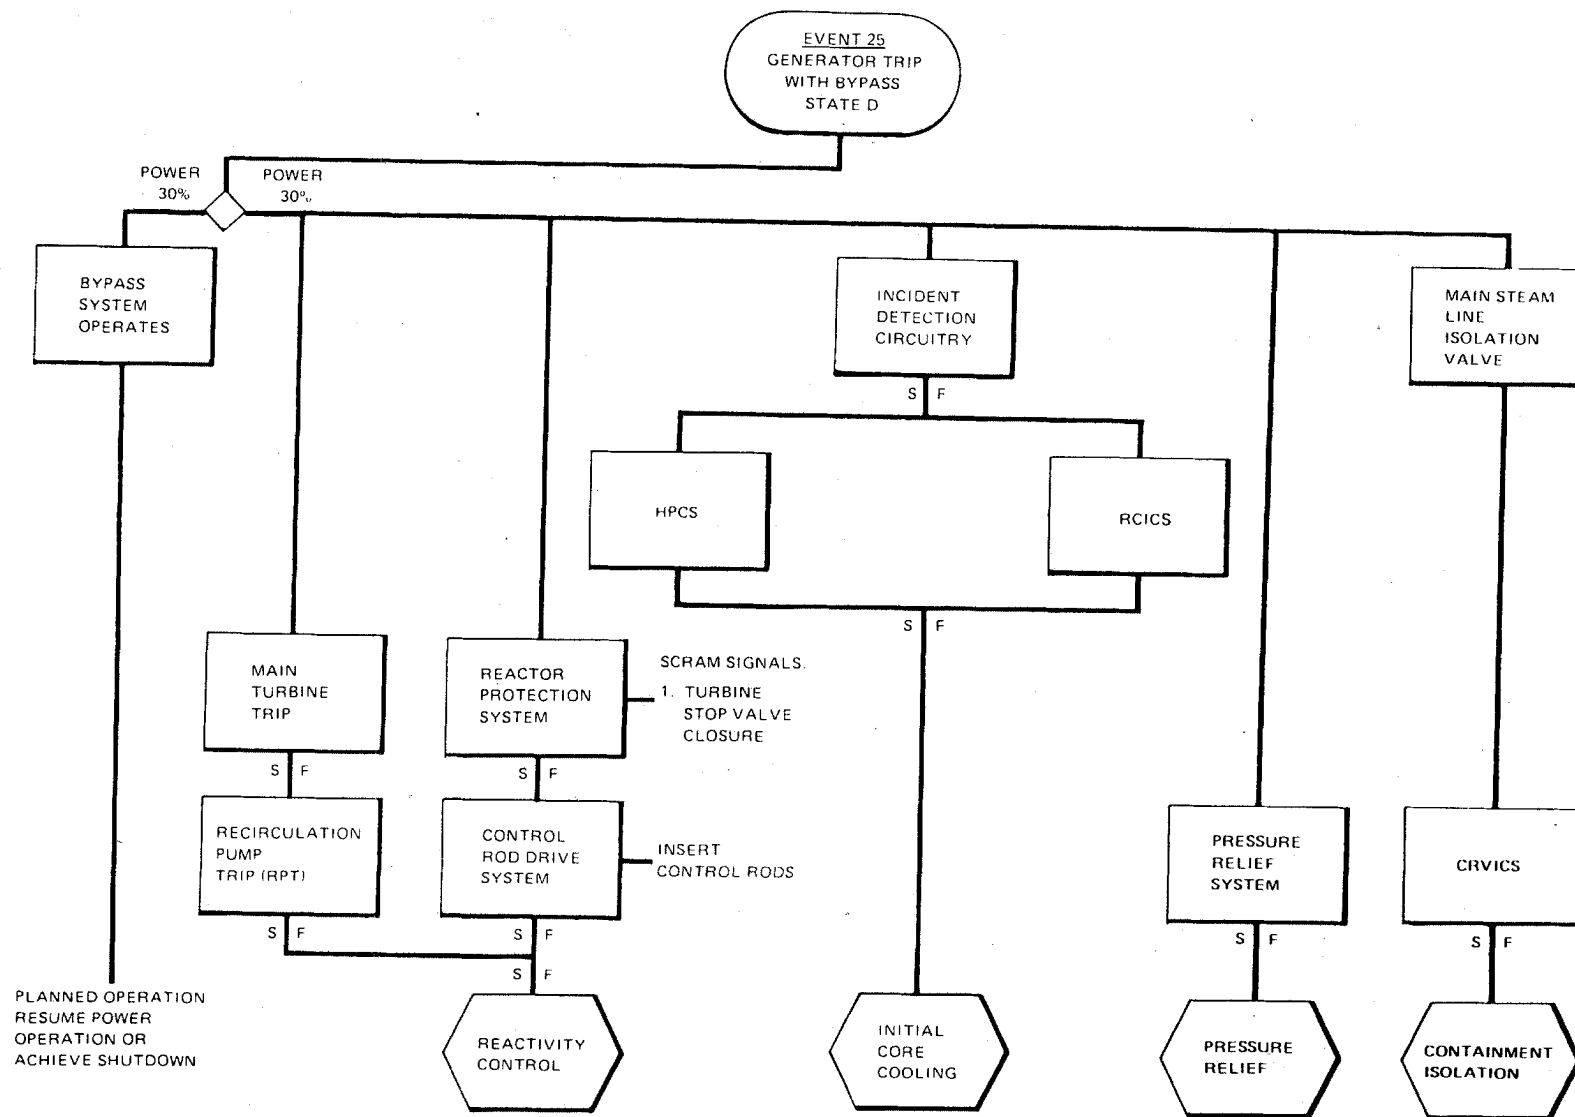 EVENT 25
GENERATOR TRIP
WITH BYPASS
STATE D
POWER
30%
POWER
30%
BYPASS
SYSTEM
OPERATES
INCIDENT
DETECTION
CIRCUITRY
MAIN STEAM
LINE
ISOLATION
VALVE
S F
HPCS
RCICS
S F
MAIN
TURBINE
TRIP
REACTOR
PROTECTION
SYSTEM
SCRAM SIGNALS.
1. TURBINE
STOP VALVE
CLOSURE
S F
S F
RECIRCULATION
PUMP
TRIP (RPT)
CONTROL
ROD DRIVE
SYSTEM
INSERT
CONTROL RODS
PRESSURE
RELIEF
SYSTEM
CRVICS
S F
S F
S F
S F
S F
PLANNED OPERATION
RESUME POWER
OPERATION OR
ACHIEVE SHUTDOWN
REACTIVITY
CONTROL
INITIAL
CORE
COOLING
PRESSURE
RELIEF
CONTAINMENT
ISOLATION